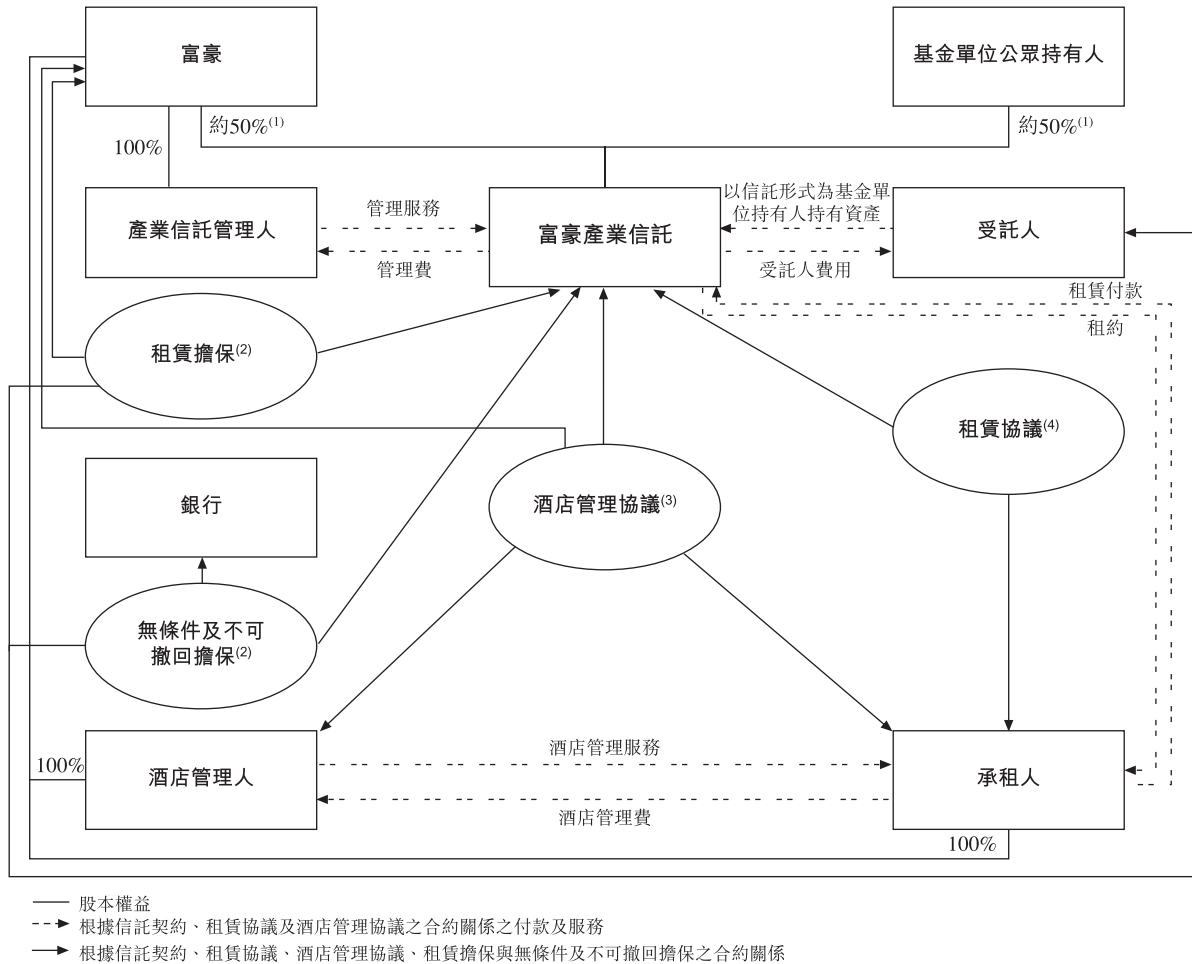 富豪
基金單位公眾持有人
約50%(1)
約50%(1)
100%
產業信託管理人
管理服務
管理費
富豪產業信託
以信託形式為基金單
位持有人持有資產
受託人費用
受託人
租賃付款
租約
租賃擔保(2)
租賃協議(4)
銀行
酒店管理協議(3)
無條件及不可
撤回擔保(2)
100%
酒店管理人
酒店管理服務
酒店管理費
承租人
100%
股本權益
根據信託契約、租賃協議及酒店管理協議之合約關係之付款及服務
根據信託契約、租賃協議、酒店管理協議、租賃擔保與無條件及不可撤回擔保之合約關係